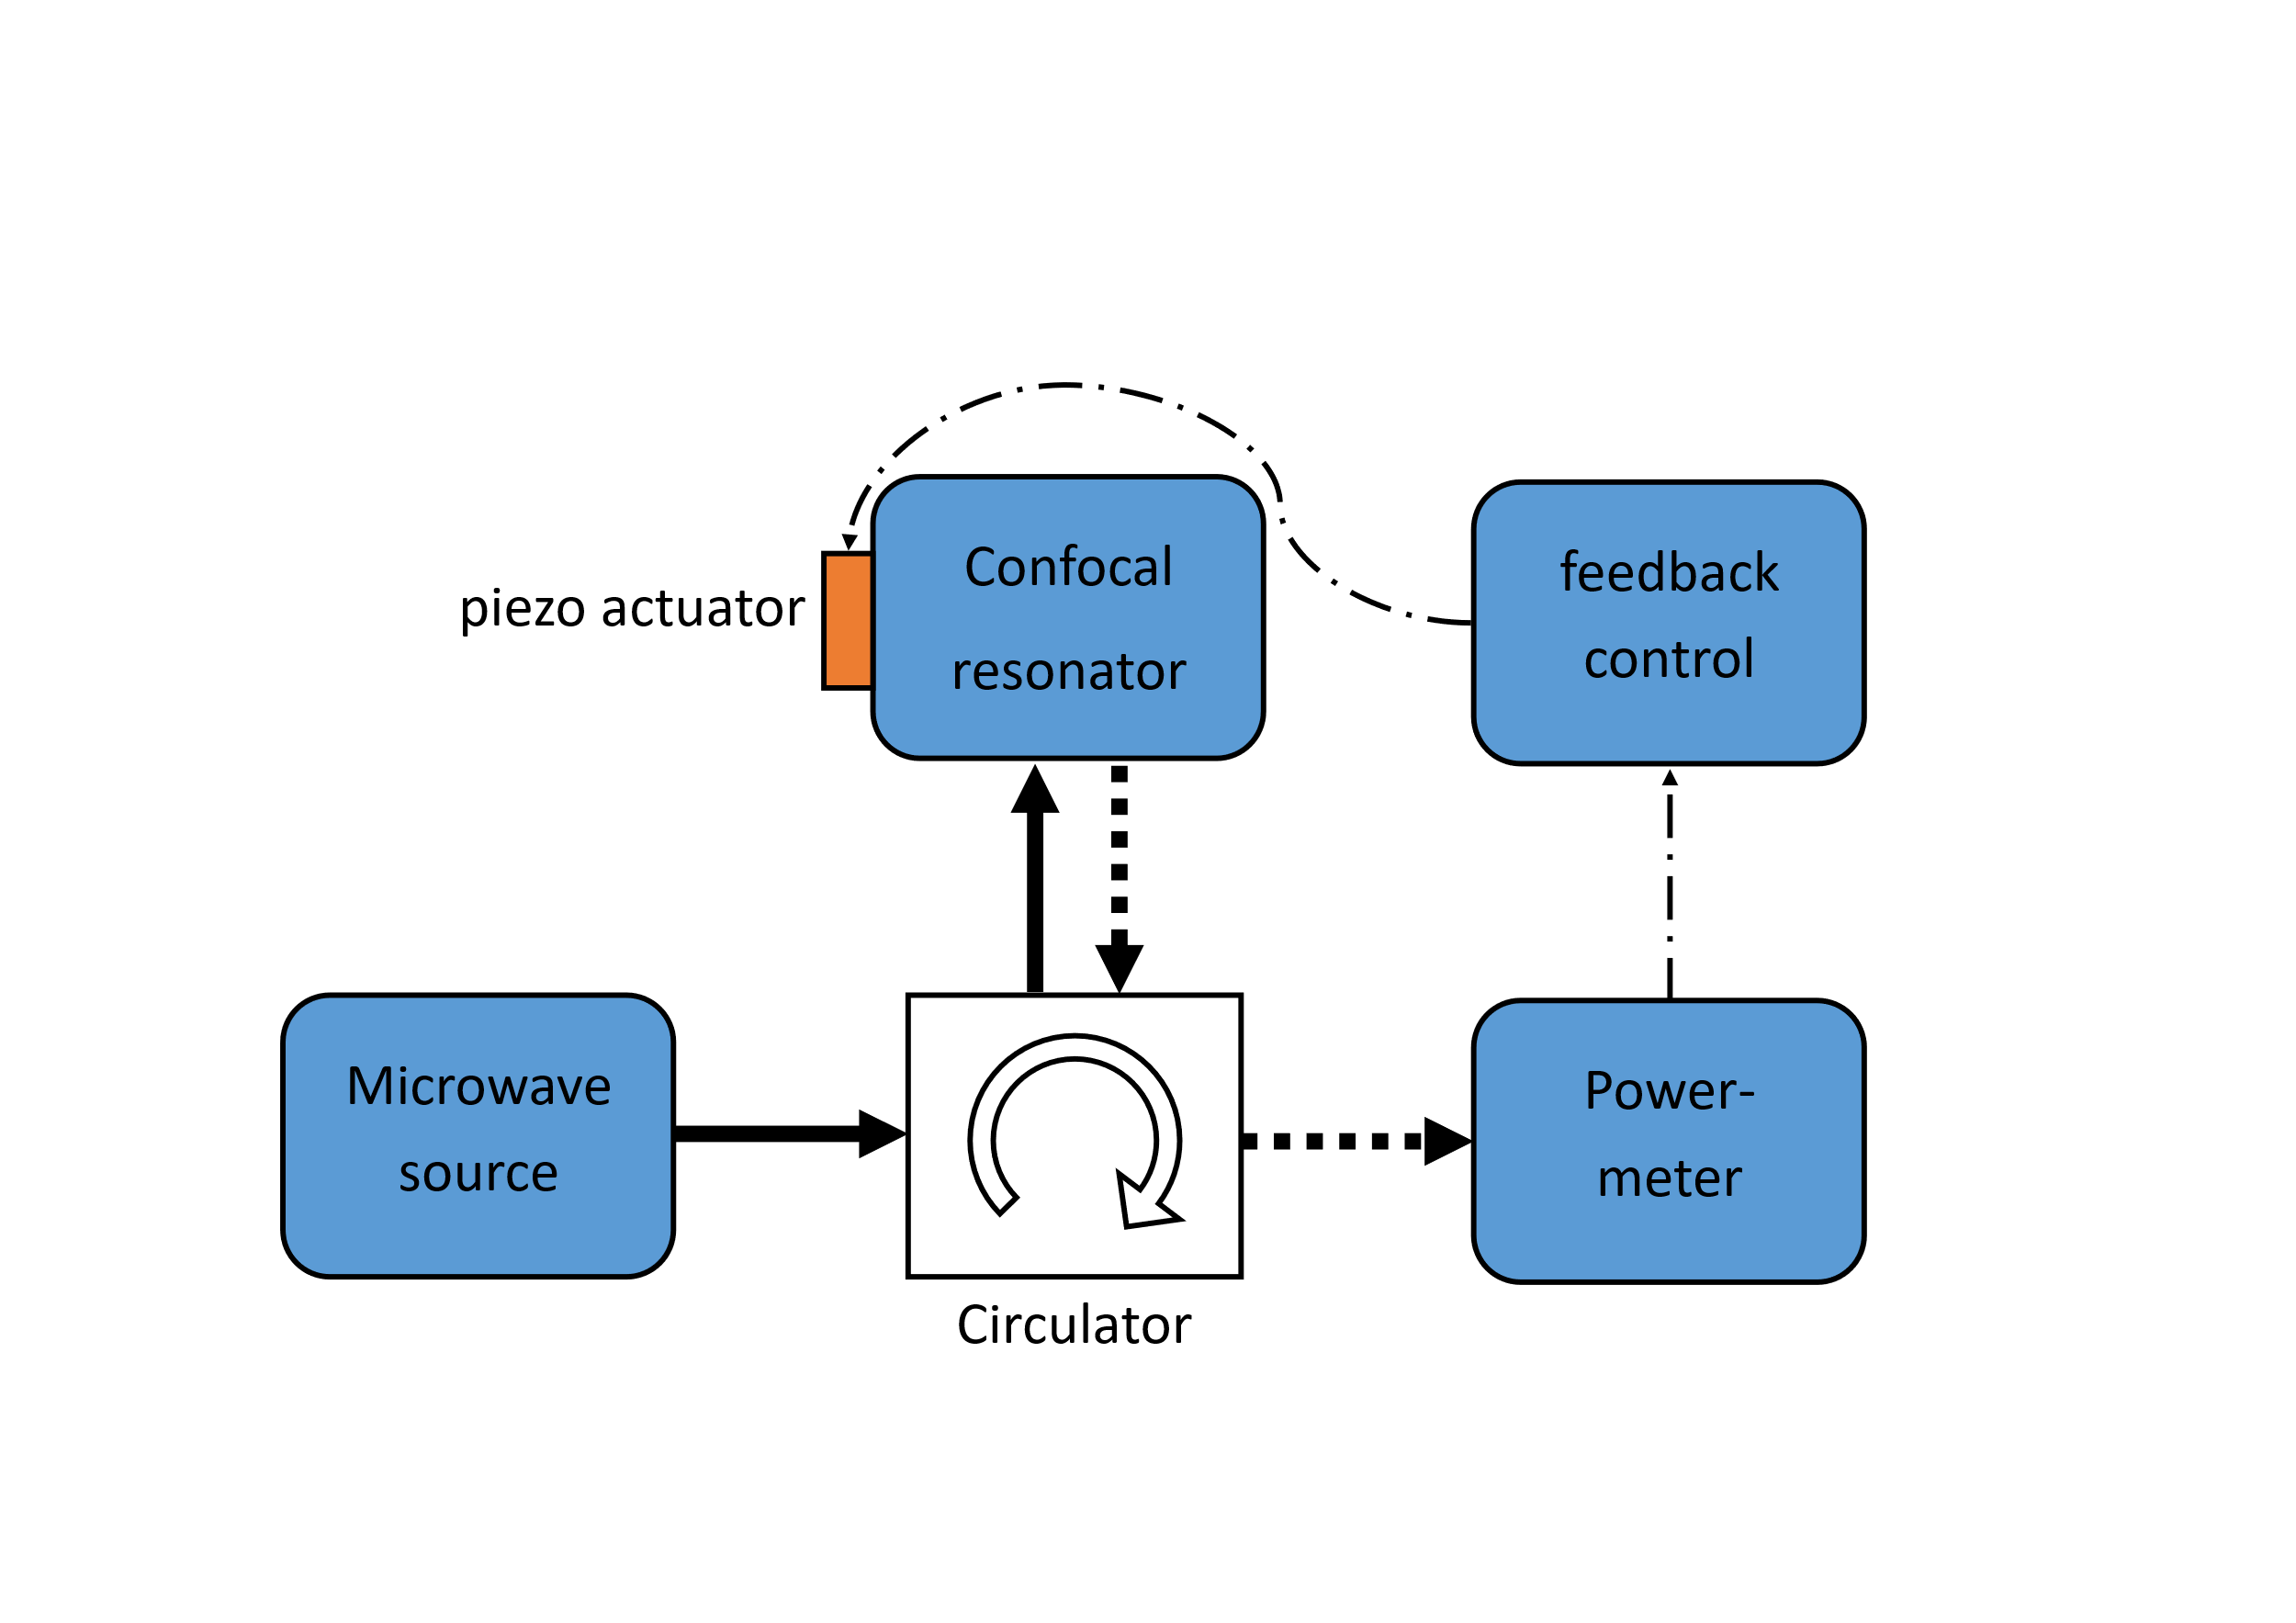 Confocal
resonator
feedback
control
piezo actuator
Microwave
source
Power-
meter
Circulator